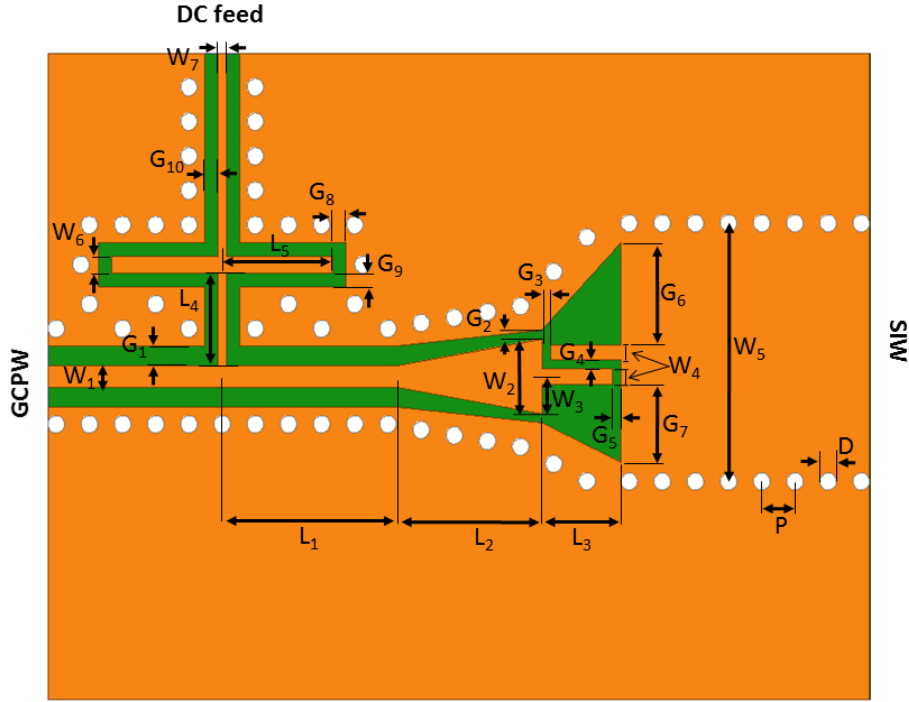 DC feed
W₇
G₁₀
G₈
W₆
L₅
G₉
L₄
G₃
G₆
G₂
G₁
G₄
W₄
W₅
W₁
W₂
W₃
G₅
G₇
GCPW
SIW
D
P
L₁
L₂
L₃